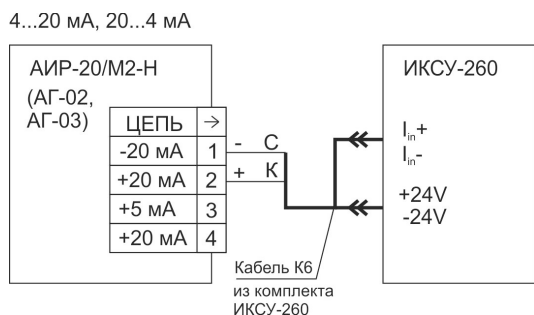 4...20 мА, 20...4 мА
АИР-20/М2-Н
(АГ-02,
АГ-03)
ЦЕПЬ →
-20 мА 1
+20 мА 2
+5 мА 3
+20 мА 4
- С
+ К
ИКСУ-260
Iin+
Iin-
+24V
-24V
Кабель К6
из комплекта
ИКСУ-260